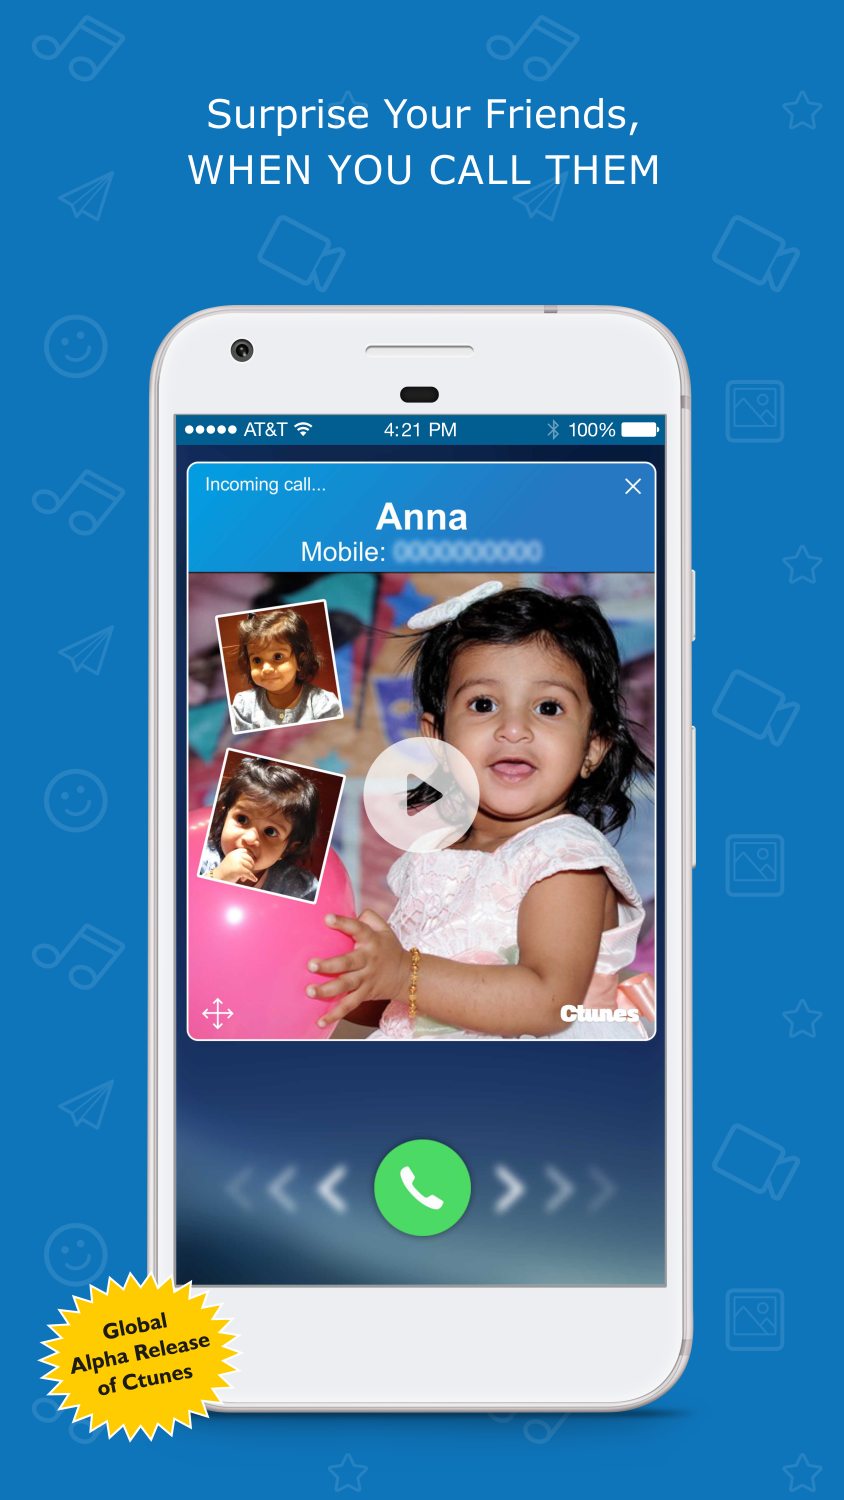 Surprise Your Friends,
WHEN YOU CALL THEM
AT&T
4:21 PM
100%
Incoming call...
Anna
Mobile:
Ctunes
Global
Alpha Release
of Ctunes